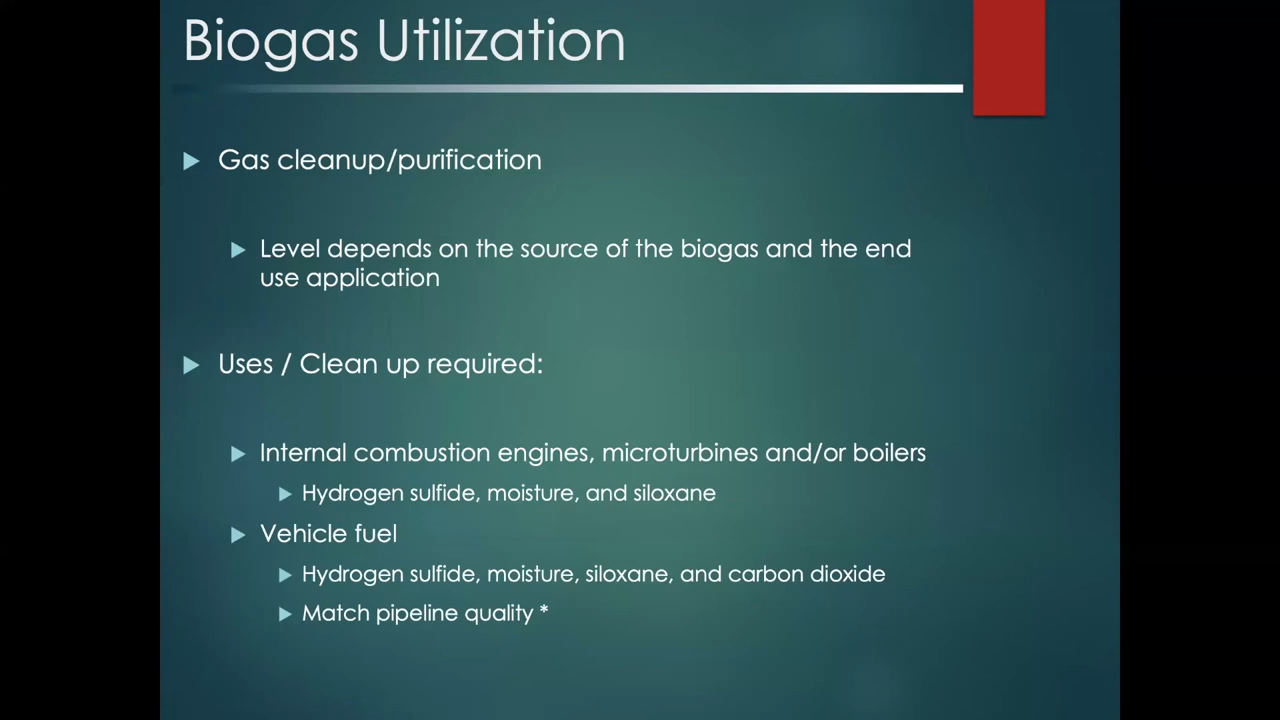 Biogas Utilization
Gas cleanup/purification
Level depends on the source of the biogas and the end
use application
Uses / Clean up required:
Internal combustion engines, microturbines and/or boilers
Hydrogen sulfide, moisture, and siloxane
Vehicle fuel
Hydrogen sulfide, moisture, siloxane, and carbon dioxide
Match pipeline quality *